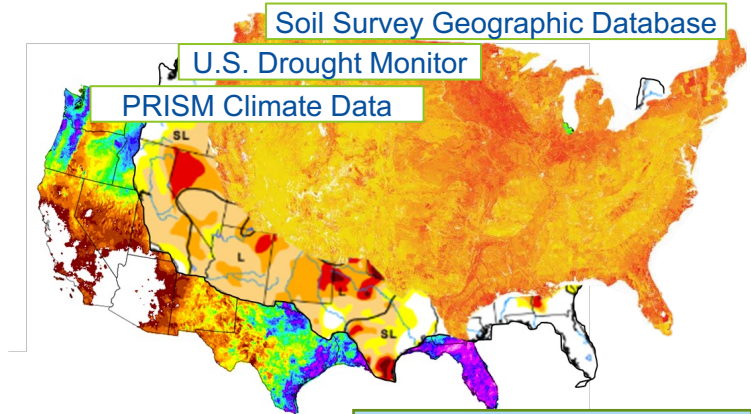 Soil Survey Geographic Database
U.S. Drought Monitor
PRISM Climate Data
SL
L
SL